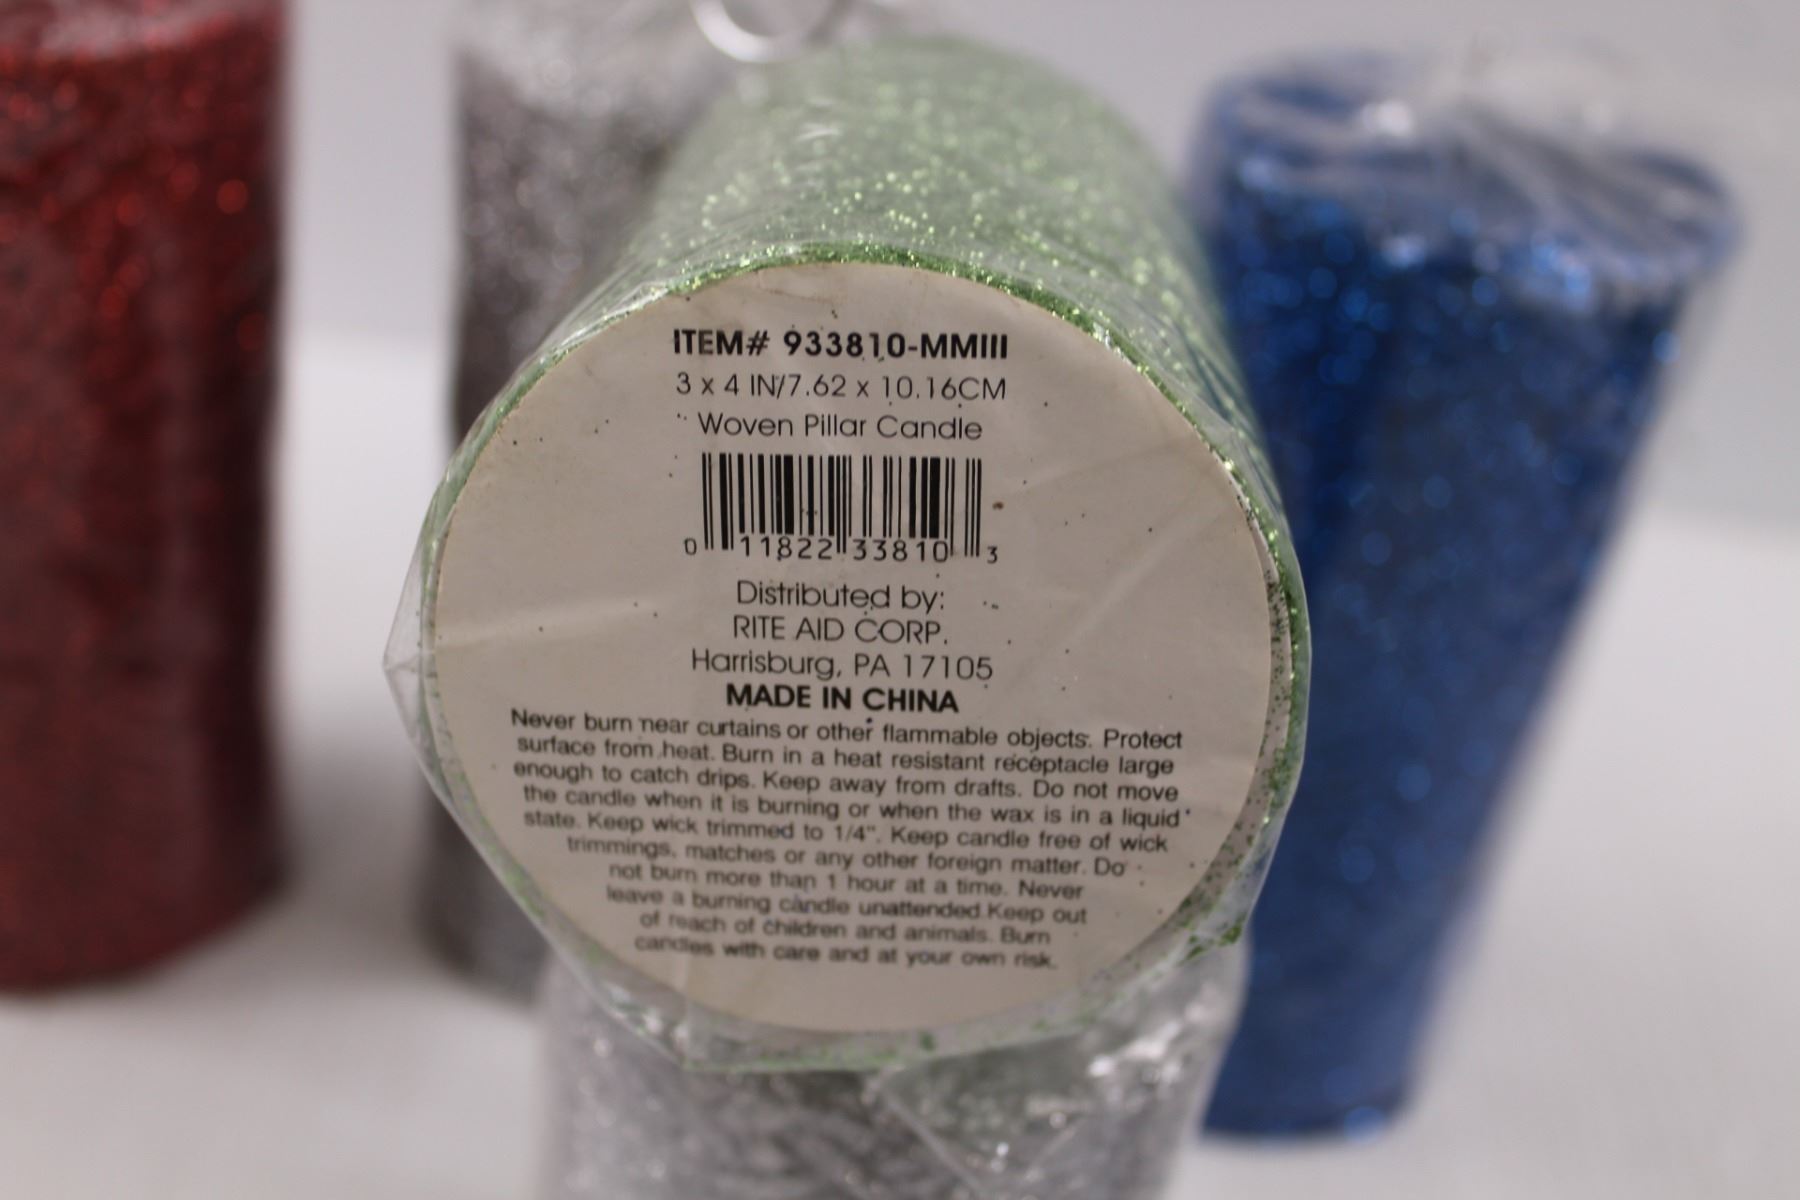 ITEM# 933810-MMIII
3 x 4 IN/7.62 x 10.16CM
Woven Pillar Candle
0 11822 33810 3
Distributed by:
RITE AID CORP.
Harrisburg, PA 17105
MADE IN CHINA
Never burn near curtains or other flammable objects. Protect
surface from heat. Burn in a heat resistant receptacle large
enough to catch drips. Keep away from drafts. Do not move
the candle when it is burning or when the wax is in a liquid
state. Keep wick trimmed to 1/4". Keep candle free of wick
trimmings, matches or any other foreign matter. Do
not burn more than 1 hour at a time. Never
leave a burning candle unattended.Keep out
of reach of children and animals. Burn
candles with care and at your own risk.